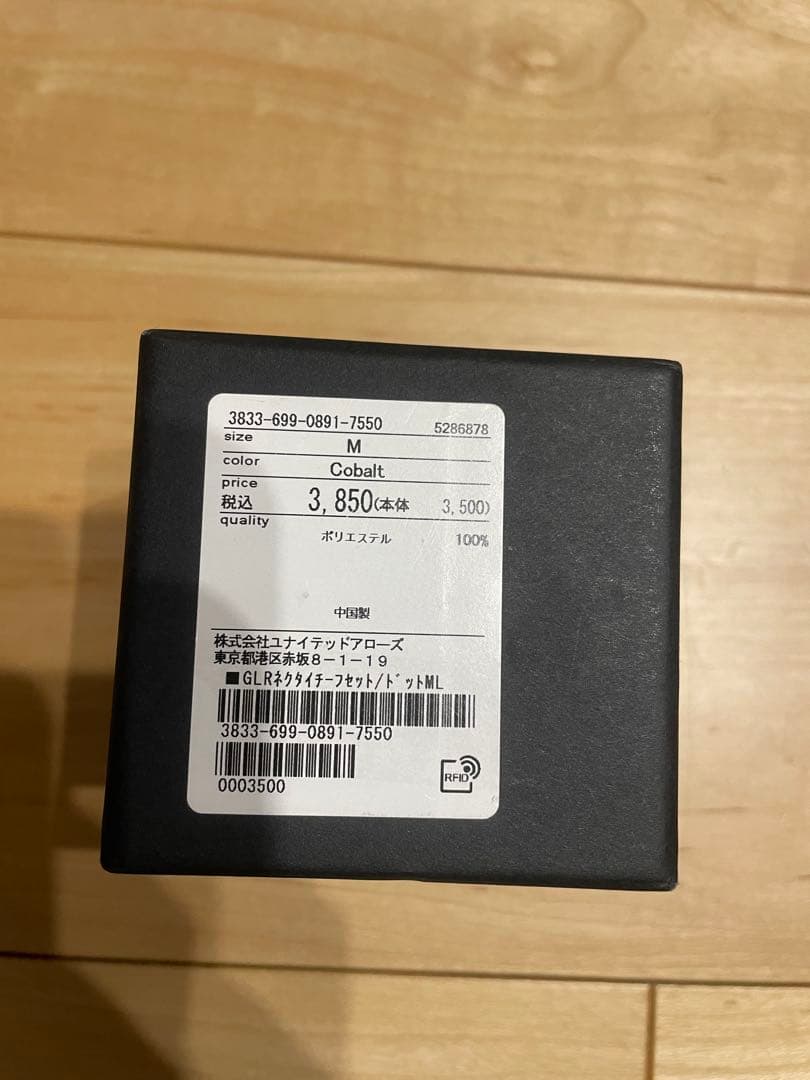 3833-699-0891-7550 5286878
size M
color Cobalt
price
税込 3,850(本体 3,500)
quality
ポリエステル 100%
中国製
株式会社ユナイテッドアローズ
東京都港区赤坂8-1-19
■GLRネクタイチーフセット/ドットML
3833-699-0891-7550
0003500
RFID